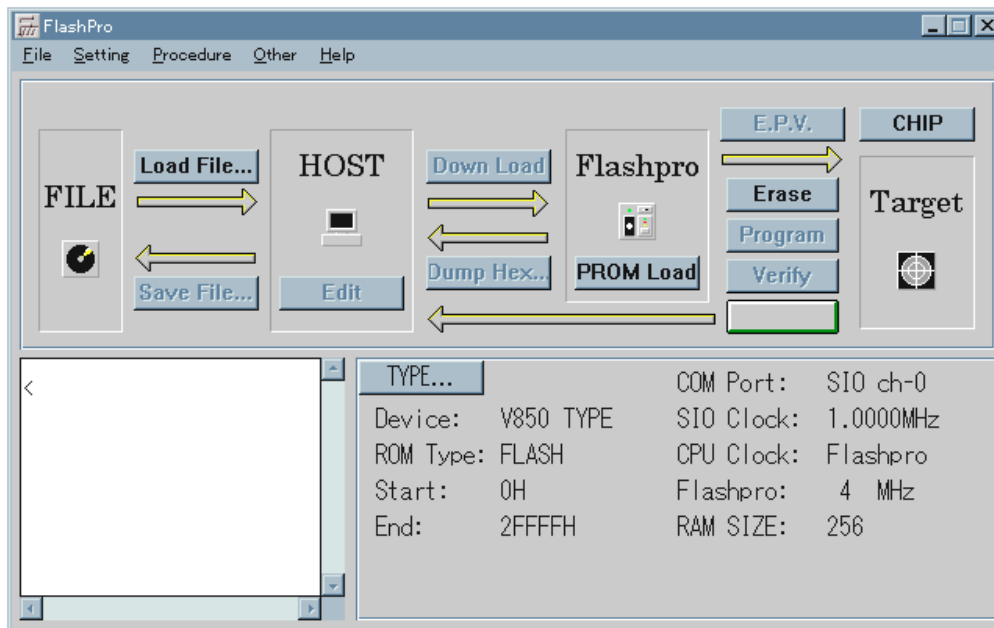 FlashPro
File Setting Procedure Other Help
E.P.V. CHIP
FILE Load File... HOST Down Load Flashpro Erase Target
Program
Save File... Edit Dump Hex... PROM Load Verify
<
TYPE...
Device: V850 TYPE
ROM Type: FLASH
Start: 0H
End: 2FFFFH
COM Port: SIO ch-0
SIO Clock: 1.0000MHz
CPU Clock: Flashpro
Flashpro: 4 MHz
RAM SIZE: 256